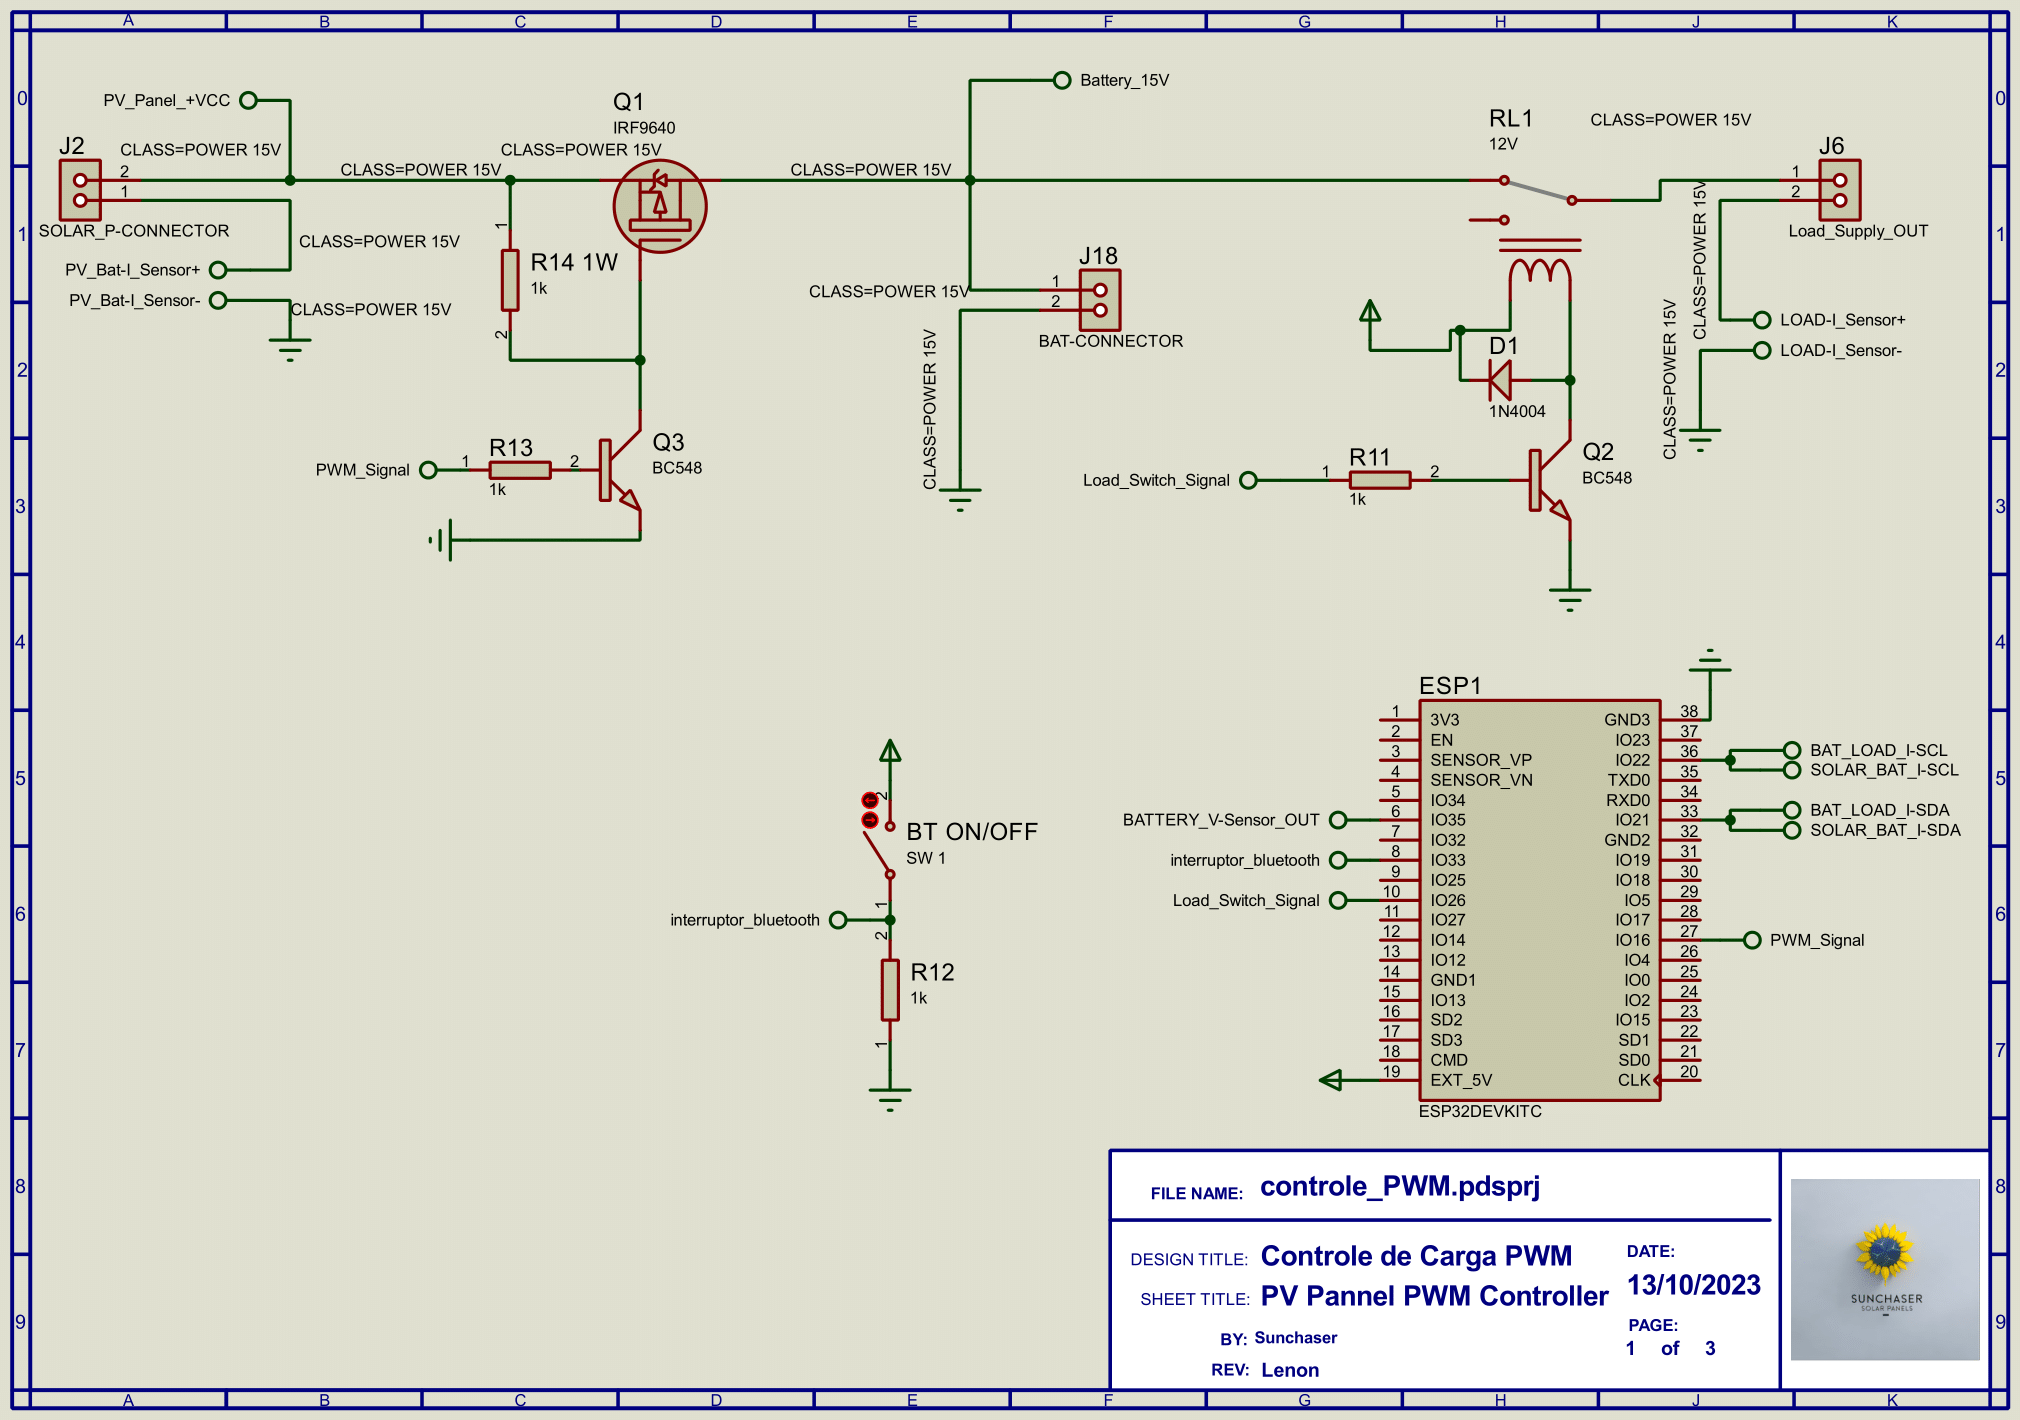 A B C D E F G H J K
0
1
2
3
4
5
6
7
8
9
PV_Panel_+VCC
J2
CLASS=POWER 15V
2
1
SOLAR_P-CONNECTOR
PV_Bat-I_Sensor+
PV_Bat-I_Sensor-
CLASS=POWER 15V
CLASS=POWER 15V
CLASS=POWER 15V
CLASS=POWER 15V
Q1
IRF9640
1
R14 1W
1k
2
PWM_Signal
1
R13
1k
2
Q3
BC548
CLASS=POWER 15V
Battery_15V
J18
1
2
CLASS=POWER 15V
BAT-CONNECTOR
CLASS=POWER 15V
RL1
12V
CLASS=POWER 15V
J6
1
2
Load_Supply_OUT
CLASS=POWER 15V
CLASS=POWER 15V
LOAD-I_Sensor+
LOAD-I_Sensor-
D1
1N4004
Load_Switch_Signal
1
R11
1k
2
Q2
BC548
2
BT ON/OFF
SW 1
1
interruptor_bluetooth
2
R12
1k
1
ESP1
1 3V3
2 EN
3 SENSOR_VP
4 SENSOR_VN
5 IO34
BATTERY_V-Sensor_OUT 6 IO35
7 IO32
interruptor_bluetooth 8 IO33
9 IO25
Load_Switch_Signal 10 IO26
11 IO27
12 IO14
13 IO12
14 GND1
15 IO13
16 SD2
17 SD3
18 CMD
19 EXT_5V
GND3 38
IO23 37
IO22 36
TXD0 35
RXD0 34
IO21 33
GND2 32
IO19 31
IO18 30
IO5 29
IO17 28
IO16 27 PWM_Signal
IO4 26
IO0 25
IO2 24
IO15 23
SD1 22
SD0 21
CLK 20
BAT_LOAD_I-SCL
SOLAR_BAT_I-SCL
BAT_LOAD_I-SDA
SOLAR_BAT_I-SDA
ESP32DEVKITC
FILE NAME: controle_PWM.pdsprj
DESIGN TITLE: Controle de Carga PWM
SHEET TITLE: PV Pannel PWM Controller
BY: Sunchaser
REV: Lenon
DATE:
13/10/2023
PAGE:
1 of 3
SUNCHASER
SOLAR PANELS
0
1
2
3
4
5
6
7
8
9
A B C D E F G H J K